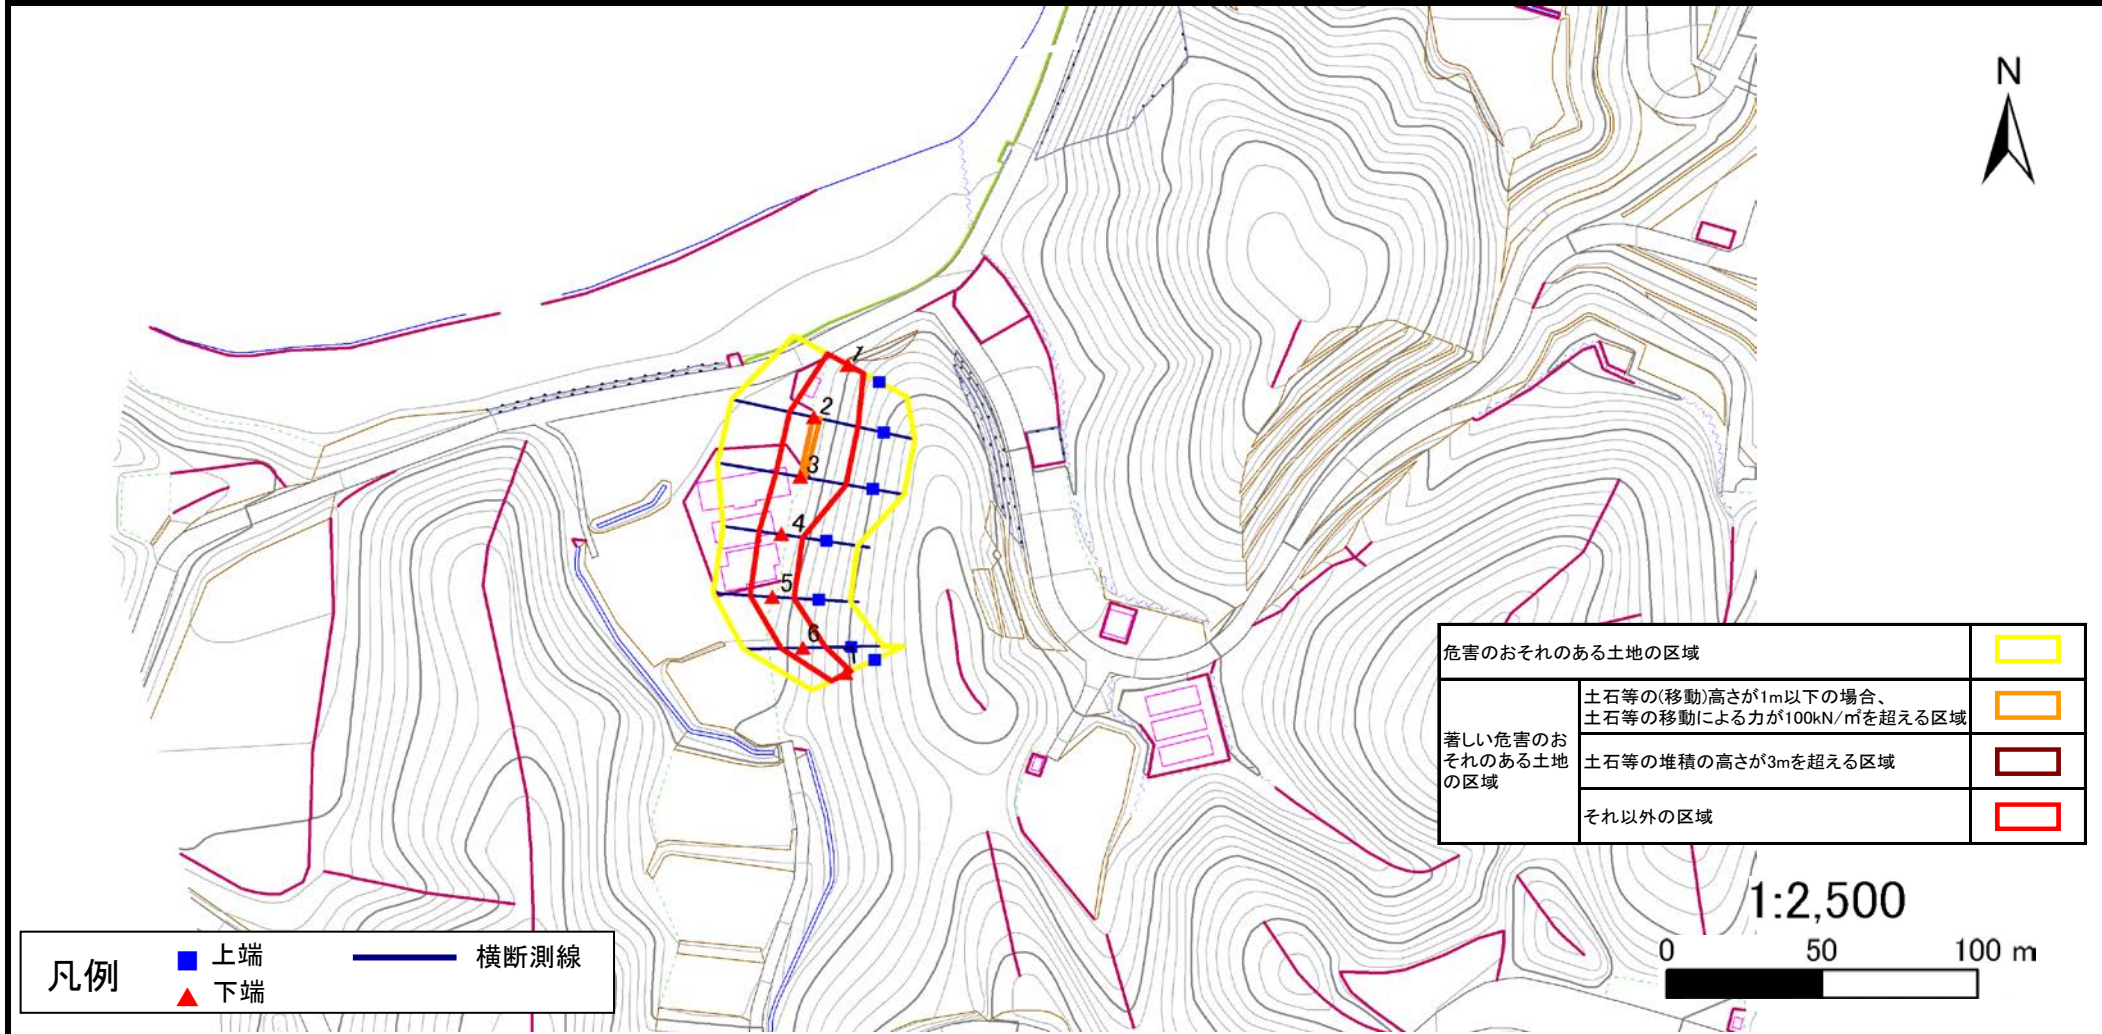 N
1
2
3
4
5
6
危害のおそれのある土地の区域
著しい危害のお
それのある土地
の区域
土石等の(移動)高さが1m以下の場合、
土石等の移動による力が100kN/㎡を超える区域
土石等の堆積の高さが3mを超える区域
それ以外の区域
1:2,500
0 50 100 m
凡例
上端
下端
横断測線